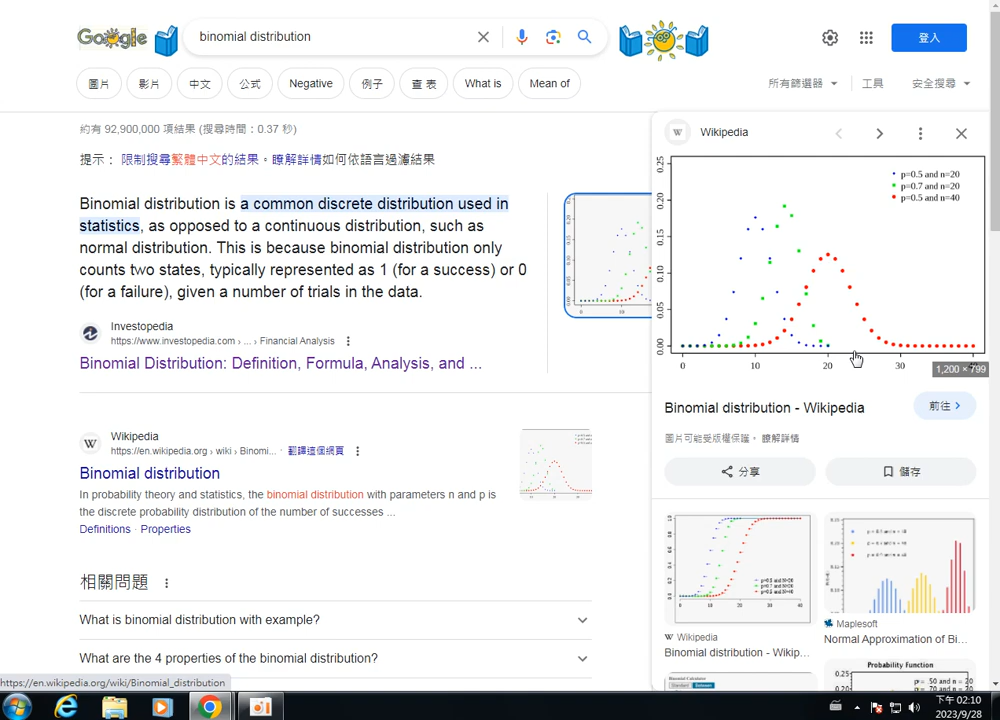 Google
binomial distribution
登入
圖片
影片
中文
公式
Negative
例子
查 表
What is
Mean of
所有篩選器
工具
安全搜尋
約有 92,900,000 項結果 (搜尋時間：0.37 秒)
提示： 限制搜尋繁體中文的結果。瞭解詳情如何依語言過濾結果
Binomial distribution is a common discrete distribution used in
statistics, as opposed to a continuous distribution, such as
normal distribution. This is because binomial distribution only
counts two states, typically represented as 1 (for a success) or 0
(for a failure), given a number of trials in the data.
Investopedia
https://www.investopedia.com › ... › Financial Analysis
Binomial Distribution: Definition, Formula, Analysis, and ...
W
Wikipedia
https://en.wikipedia.org › wiki › Binomi... · 翻譯這個網頁
Binomial distribution
In probability theory and statistics, the binomial distribution with parameters n and p is
the discrete probability distribution of the number of successes ...
Definitions · Properties
相關問題
What is binomial distribution with example?
What are the 4 properties of the binomial distribution?
https://en.wikipedia.org/wiki/Binomial_distribution
W
Wikipedia
p=0.5 and n=20
p=0.7 and n=20
p=0.5 and n=40
0.25
0.20
0.15
0.10
0.05
0.00
0 10 20 30
1,200 × 799
Binomial distribution - Wikipedia
前往
圖片可能受版權保護。 瞭解詳情
分享
儲存
W Wikipedia
Binomial distribution - Wikip...
Maplesoft
Normal Approximation of Bi...
Probability Function
p= .50 and n = 20
下午 02:10
2023/9/28